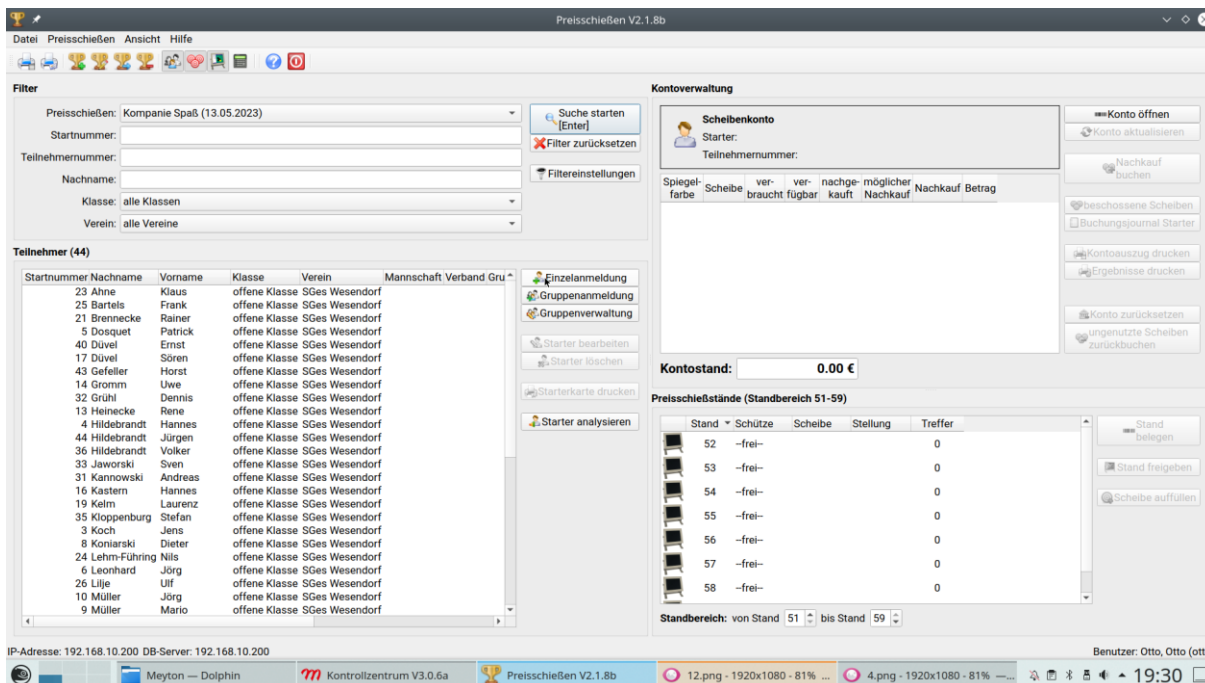 Preisschießen V2.1.8b
Datei Preisschießen Ansicht Hilfe
Filter
Preisschießen: Kompanie Spaß (13.05.2023)
Startnummer:
Teilnehmernummer:
Nachname:
Klasse: alle Klassen
Verein: alle Vereine
Suche starten
[Enter]
Filter zurücksetzen
Filtereinstellungen
Teilnehmer (44)
Startnummer Nachname Vorname Klasse Verein Mannschaft Verband Gru
23 Ahne Klaus offene Klasse SGes Wesendorf
25 Bartels Frank offene Klasse SGes Wesendorf
21 Brennecke Rainer offene Klasse SGes Wesendorf
5 Dosquet Patrick offene Klasse SGes Wesendorf
40 Düvel Ernst offene Klasse SGes Wesendorf
17 Düvel Sören offene Klasse SGes Wesendorf
43 Gefeller Horst offene Klasse SGes Wesendorf
14 Gromm Uwe offene Klasse SGes Wesendorf
32 Grühl Dennis offene Klasse SGes Wesendorf
13 Heinecke Rene offene Klasse SGes Wesendorf
4 Hildebrandt Hannes offene Klasse SGes Wesendorf
44 Hildebrandt Jürgen offene Klasse SGes Wesendorf
36 Hildebrandt Volker offene Klasse SGes Wesendorf
33 Jaworski Sven offene Klasse SGes Wesendorf
31 Kannowski Andreas offene Klasse SGes Wesendorf
16 Kastern Hannes offene Klasse SGes Wesendorf
19 Kelm Laurenz offene Klasse SGes Wesendorf
35 Kloppenburg Stefan offene Klasse SGes Wesendorf
3 Koch Jens offene Klasse SGes Wesendorf
8 Koniarski Dieter offene Klasse SGes Wesendorf
24 Lehm-Führing Nils offene Klasse SGes Wesendorf
6 Leonhard Jörg offene Klasse SGes Wesendorf
26 Lilje Ulf offene Klasse SGes Wesendorf
10 Müller Jörg offene Klasse SGes Wesendorf
9 Müller Mario offene Klasse SGes Wesendorf
Einzelanmeldung
Gruppenanmeldung
Gruppenverwaltung
Starter bearbeiten
Starter löschen
Starterkarte drucken
Starter analysieren
Kontoverwaltung
Scheibenkonto
Starter:
Teilnehmernummer:
Spiegel- ver- ver- nachge- möglicher
farbe Scheibe braucht fügbar kauft Nachkauf Nachkauf Betrag
Kontostand: 0.00 €
Konto öffnen
Konto aktualisieren
Nachkauf
buchen
beschossene Scheiben
Buchungsjournal Starter
Kontoauszug drucken
Ergebnisse drucken
Konto zurücksetzen
ungenutzte Scheiben
zurückbuchen
Preisschießstände (Standbereich 51-59)
Stand Schütze Scheibe Stellung Treffer
52 --frei-- 0
53 --frei-- 0
54 --frei-- 0
55 --frei-- 0
56 --frei-- 0
57 --frei-- 0
58 --frei-- 0
Standbereich: von Stand 51 bis Stand 59
Stand
belegen
Stand freigeben
Scheibe auffüllen
IP-Adresse: 192.168.10.200 DB-Server: 192.168.10.200
Benutzer: Otto, Otto (ott
Meyton — Dolphin
Kontrollzentrum V3.0.6a
Preisschießen V2.1.8b
12.png - 1920x1080 - 81% ...
4.png - 1920x1080 - 81% —...
19:30